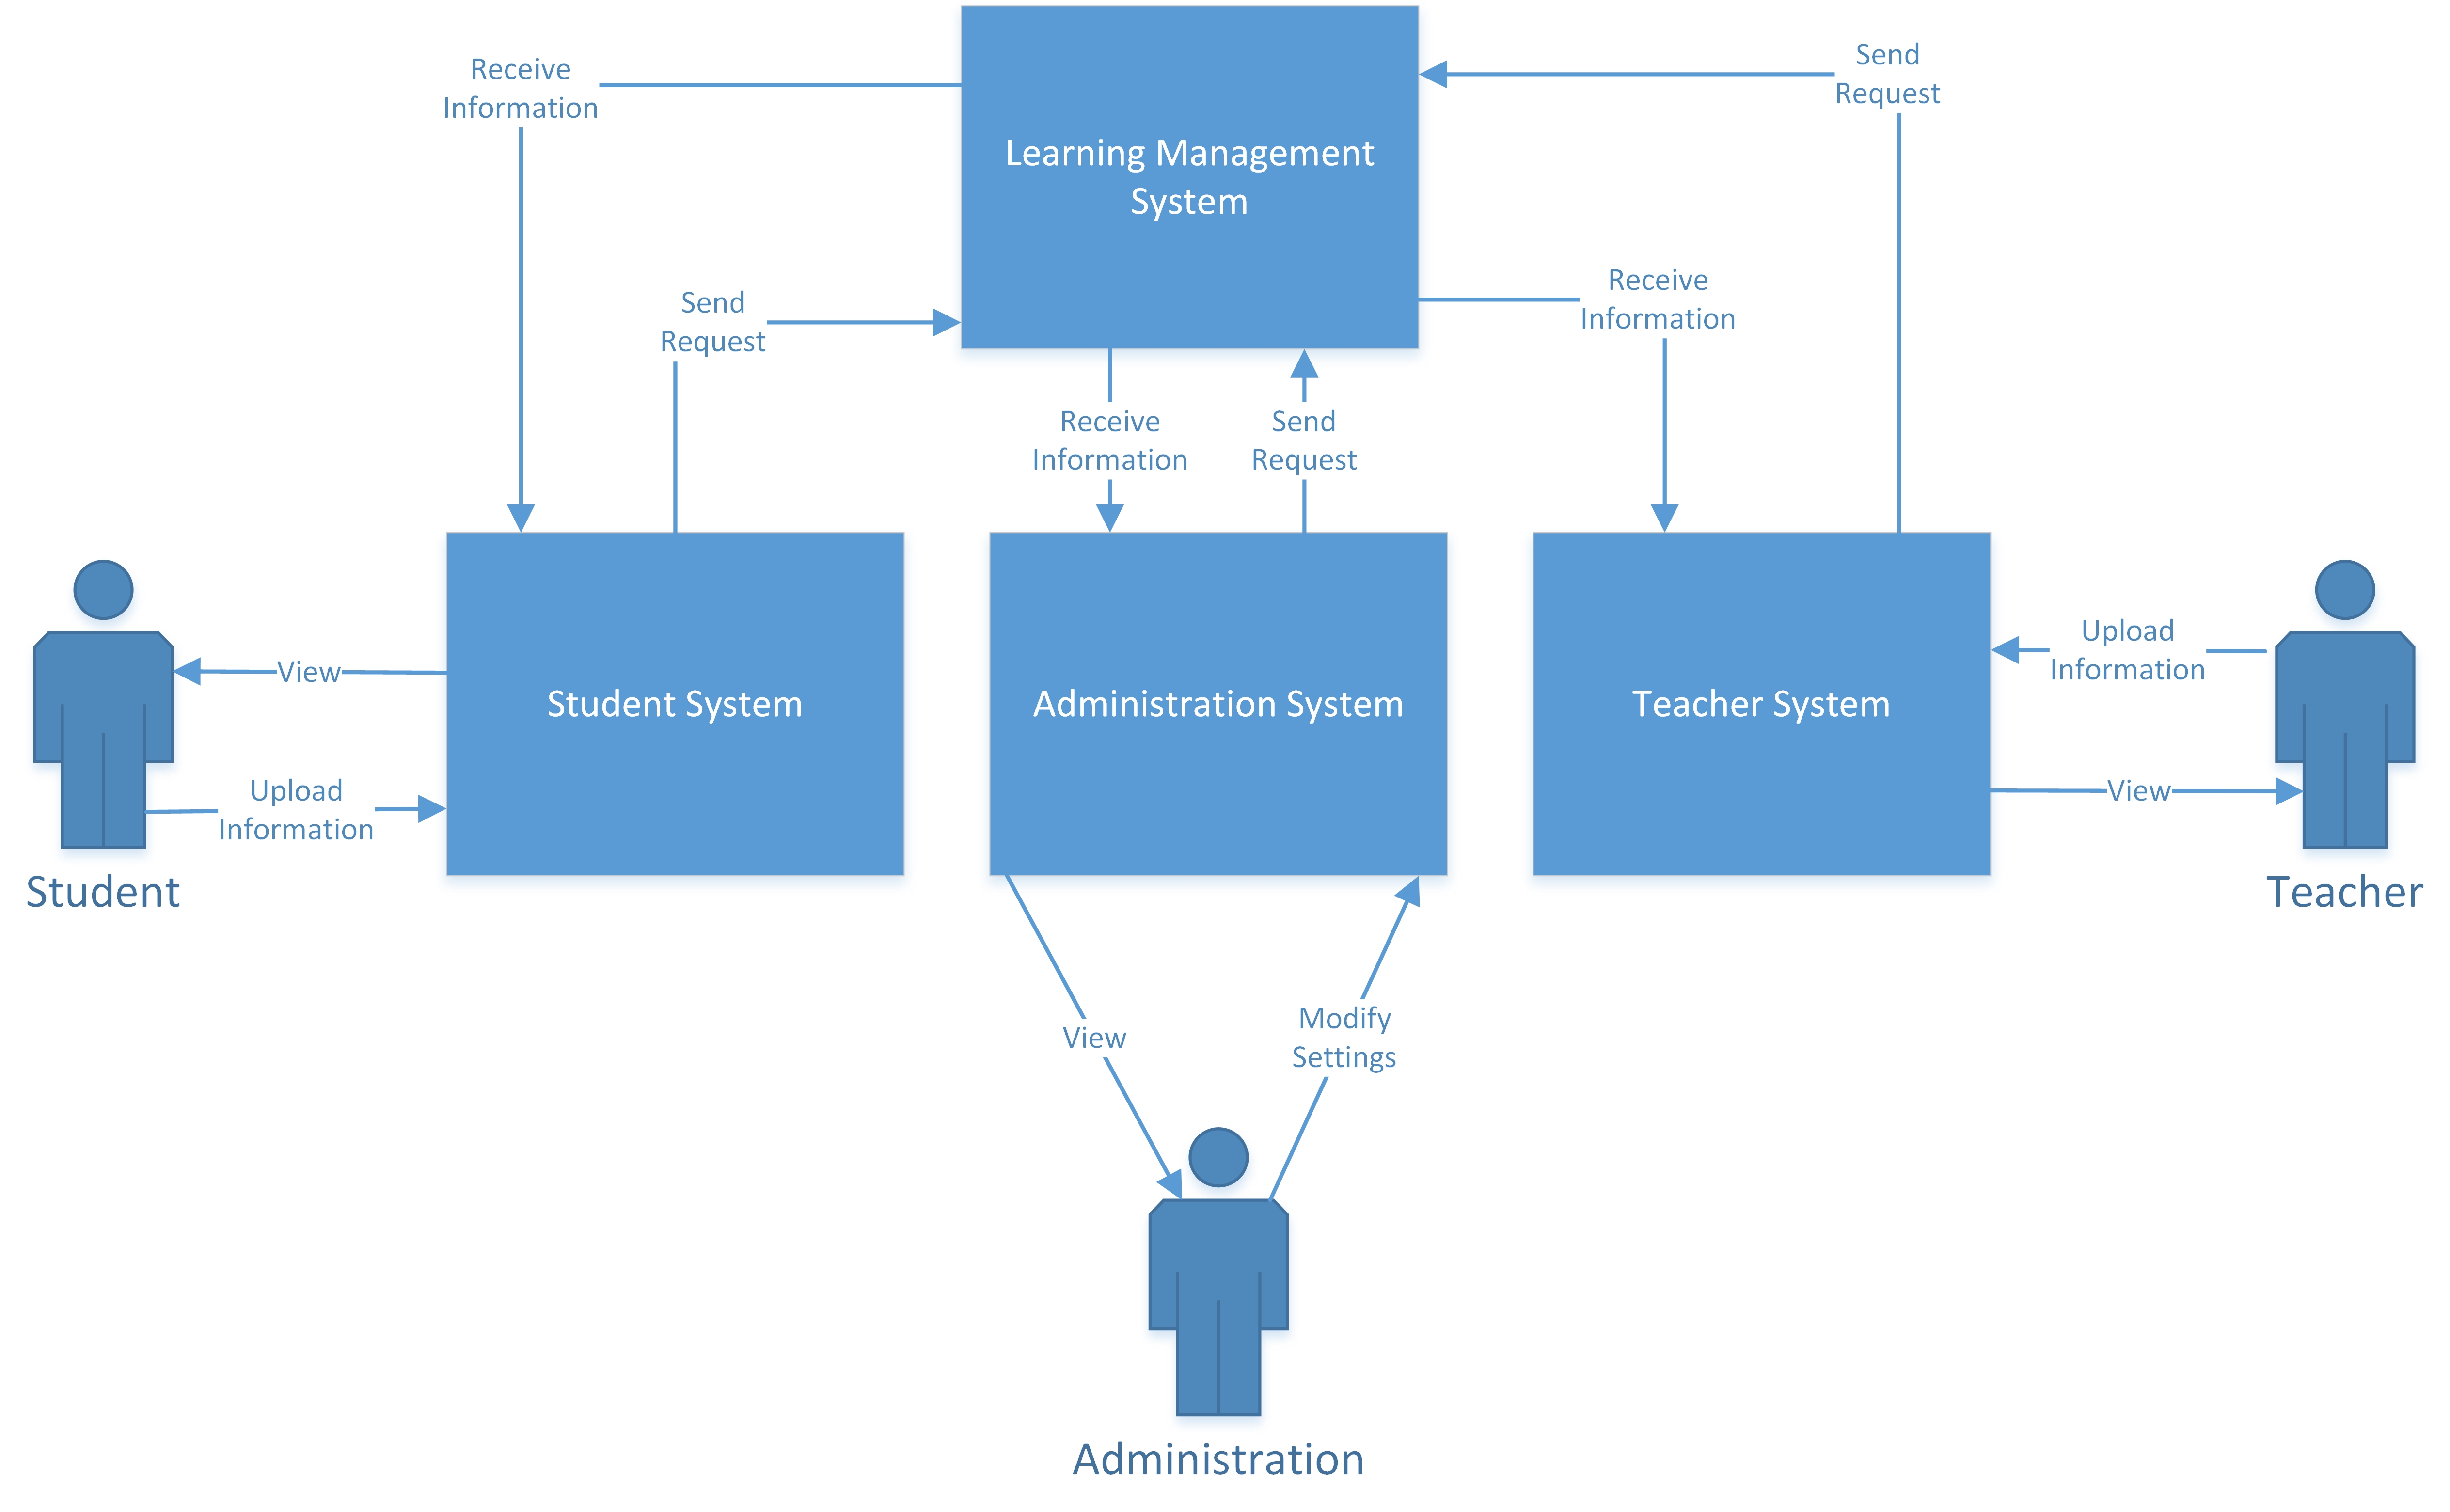 Receive
Information
Send
Request
Learning Management
System
Send
Request
Receive
Information
Receive
Information
Send
Request
Student System
Administration System
Teacher System
View
Upload
Information
Student
Upload
Information
View
Teacher
View
Modify
Settings
Administration